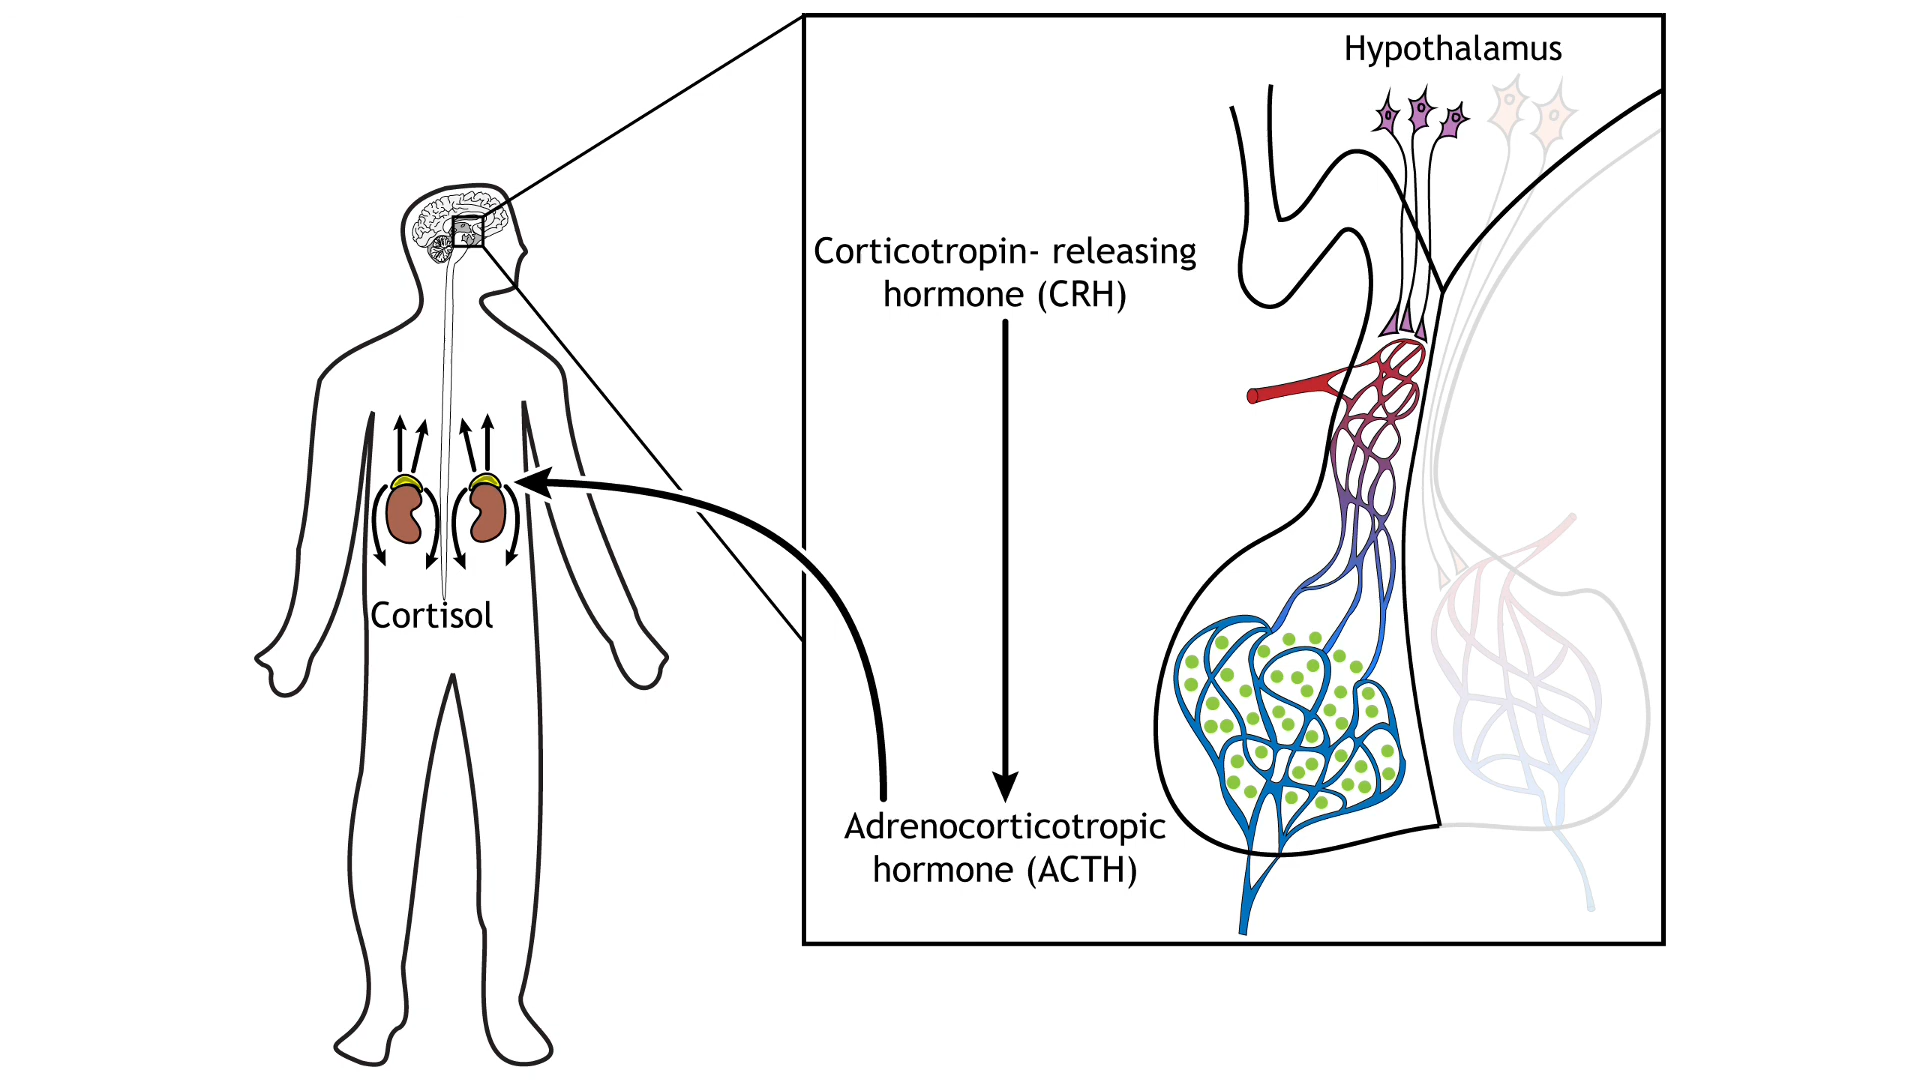 Hypothalamus
Corticotropin- releasing
hormone (CRH)
Cortisol
Adrenocorticotropic
hormone (ACTH)